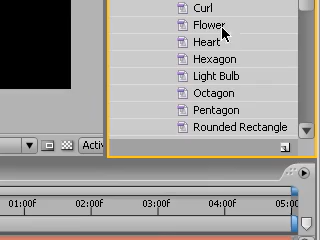 Curl
Flower
Heart
Hexagon
Light Bulb
Octagon
Pentagon
Rounded Rectangle
Activ
01:00f 02:00f 03:00f 04:00f 05:00